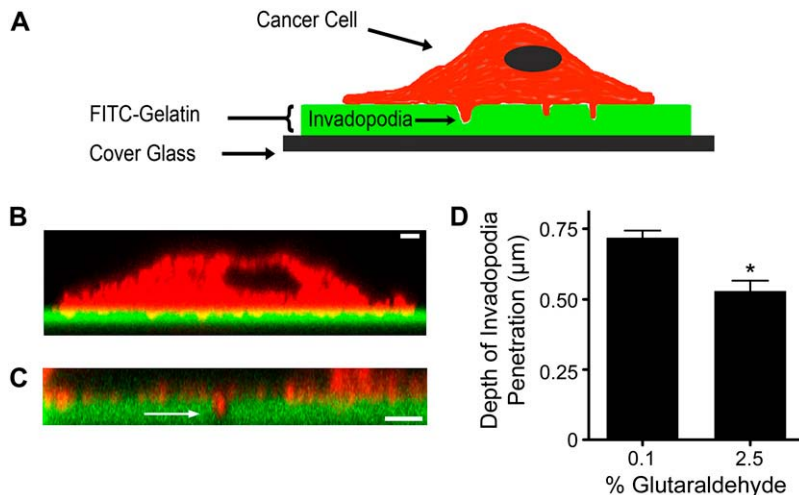 A
Cancer Cell
FITC-Gelatin
Invadopodia
Cover Glass
B
C
D
Depth of Invadopodia
Penetration (μm)
0.75
0.50
0.25
0
*
0.1
2.5
% Glutaraldehyde